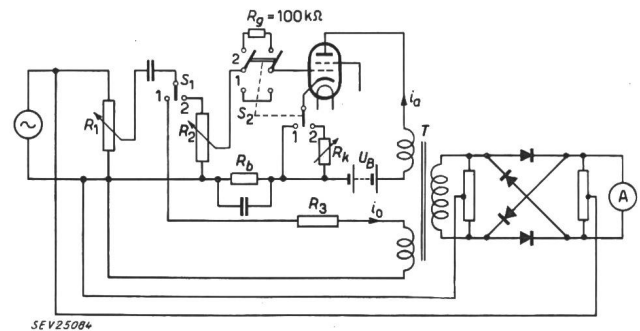 Rg = 100 kΩ
2
1
S1
1
2
S2
R1
R2
1
2
Rk
UB
ia
T
Rb
R3
io
A
SEV25084